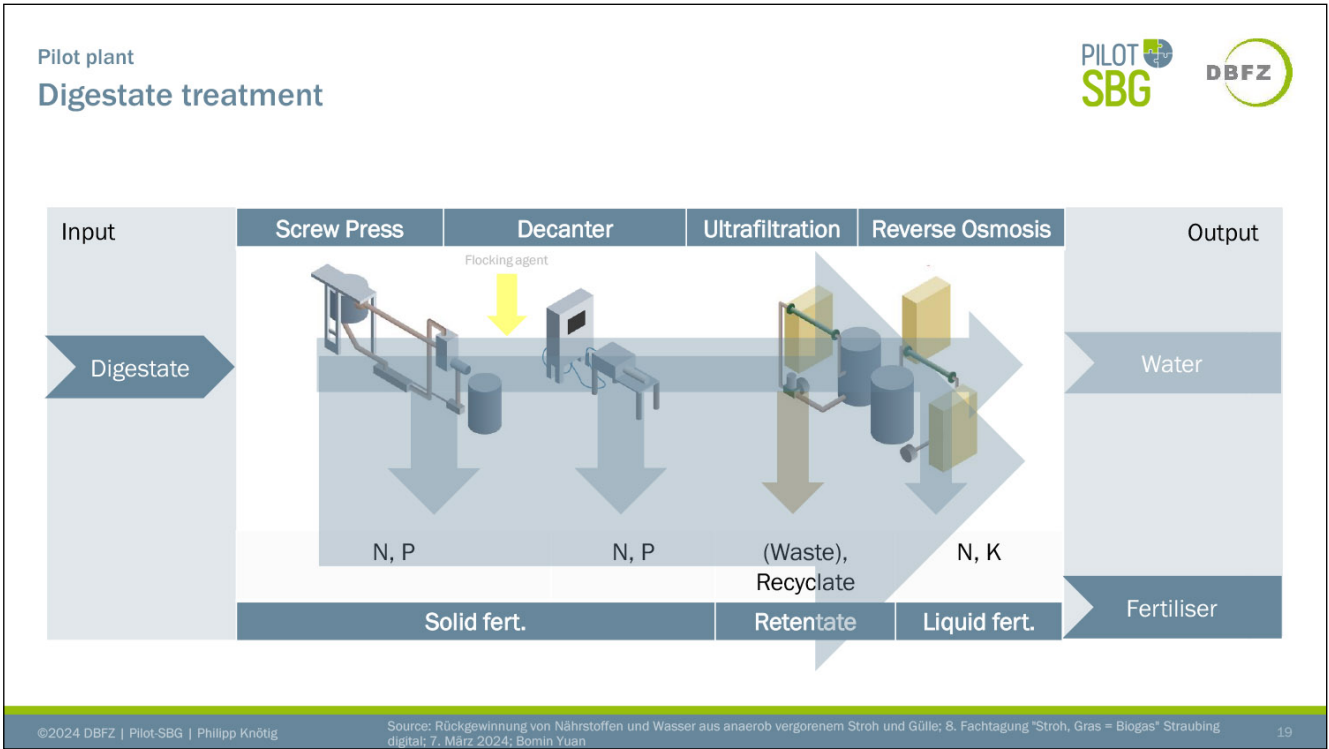 Pilot plant
Digestate treatment
PILOT
SBG
DBFZ
Input
Screw Press
Decanter
Ultrafiltration
Reverse Osmosis
Output
Flocking agent
Digestate
Water
N, P
N, P
(Waste),
Recyclate
N, K
Solid fert.
Retentate
Liquid fert.
Fertiliser
©2024 DBFZ | Pilot-SBG | Philipp Knötig
Source: Rückgewinnung von Nährstoffen und Wasser aus anaerob vergorenem Stroh und Gülle; 8. Fachtagung "Stroh, Gras = Biogas" Straubing
digital; 7. März 2024; Bomin Yuan
19